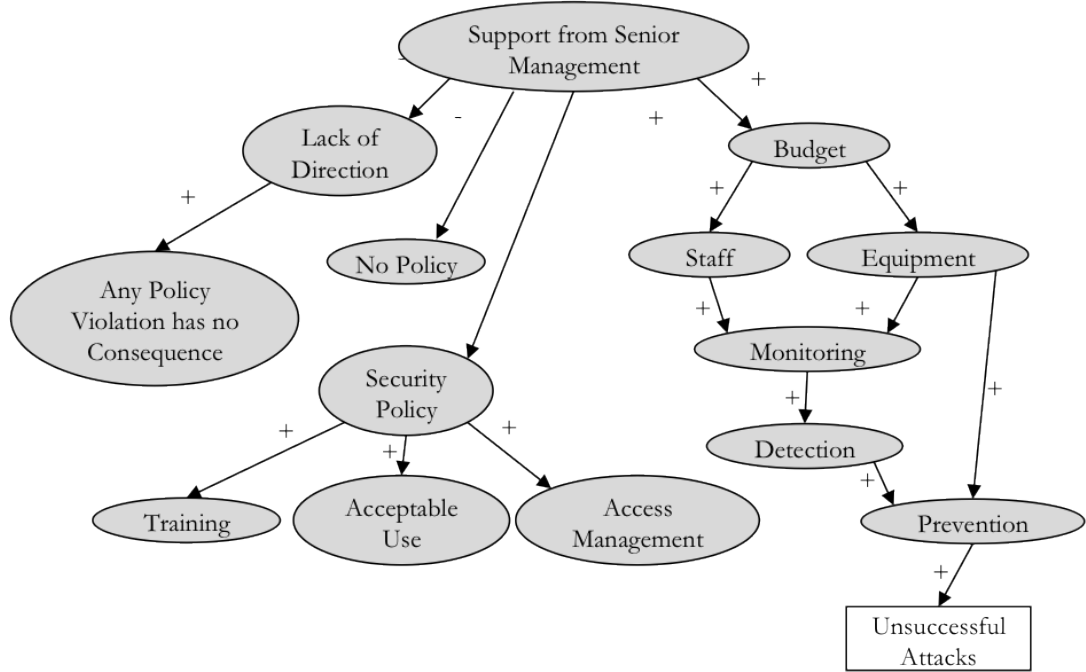 Support from Senior
Management
-
+
Lack of
Direction
-
+
Budget
+
+
+
No Policy
Staff
Equipment
Any Policy
Violation has no
Consequence
+
+
Monitoring
Security
Policy
+
+
+
+
+
Detection
+
Training
Acceptable
Use
Access
Management
Prevention
+
Unsuccessful
Attacks